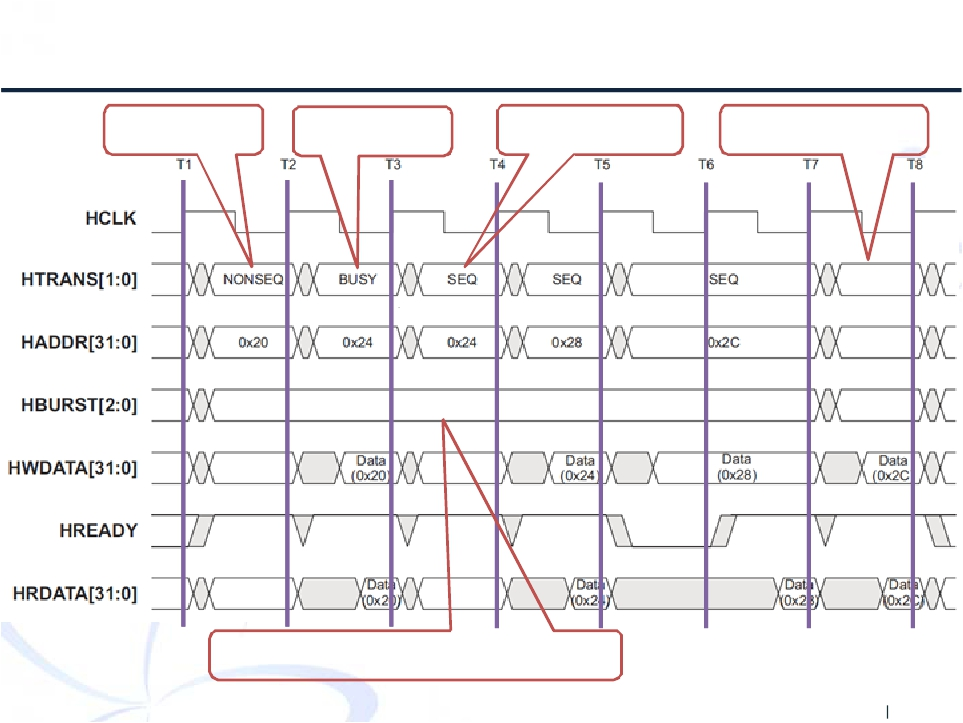 T1 T2 T3 T4 T5 T6 T7 T8
HCLK
HTRANS[1:0] NONSEQ BUSY SEQ SEQ SEQ
HADDR[31:0] 0x20 0x24 0x24 0x28 0x2C
HBURST[2:0]
HWDATA[31:0] Data (0x20) Data (0x24) Data (0x28) Data (0x2C
HREADY
HRDATA[31:0] Data (0x20) Data (0x24) Data (0x28) Data (0x2C)